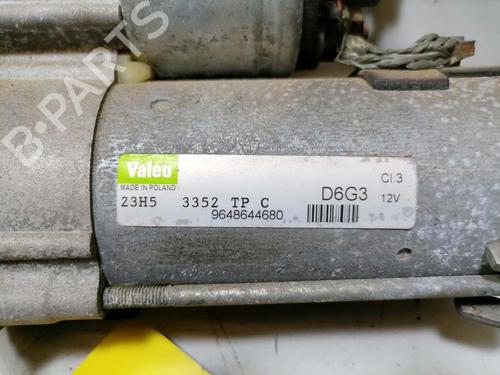 B-PARTS
Valeo
MADE IN POLAND
Cl.3
23H5 3352 TP C
D6G3
12V
9648644680